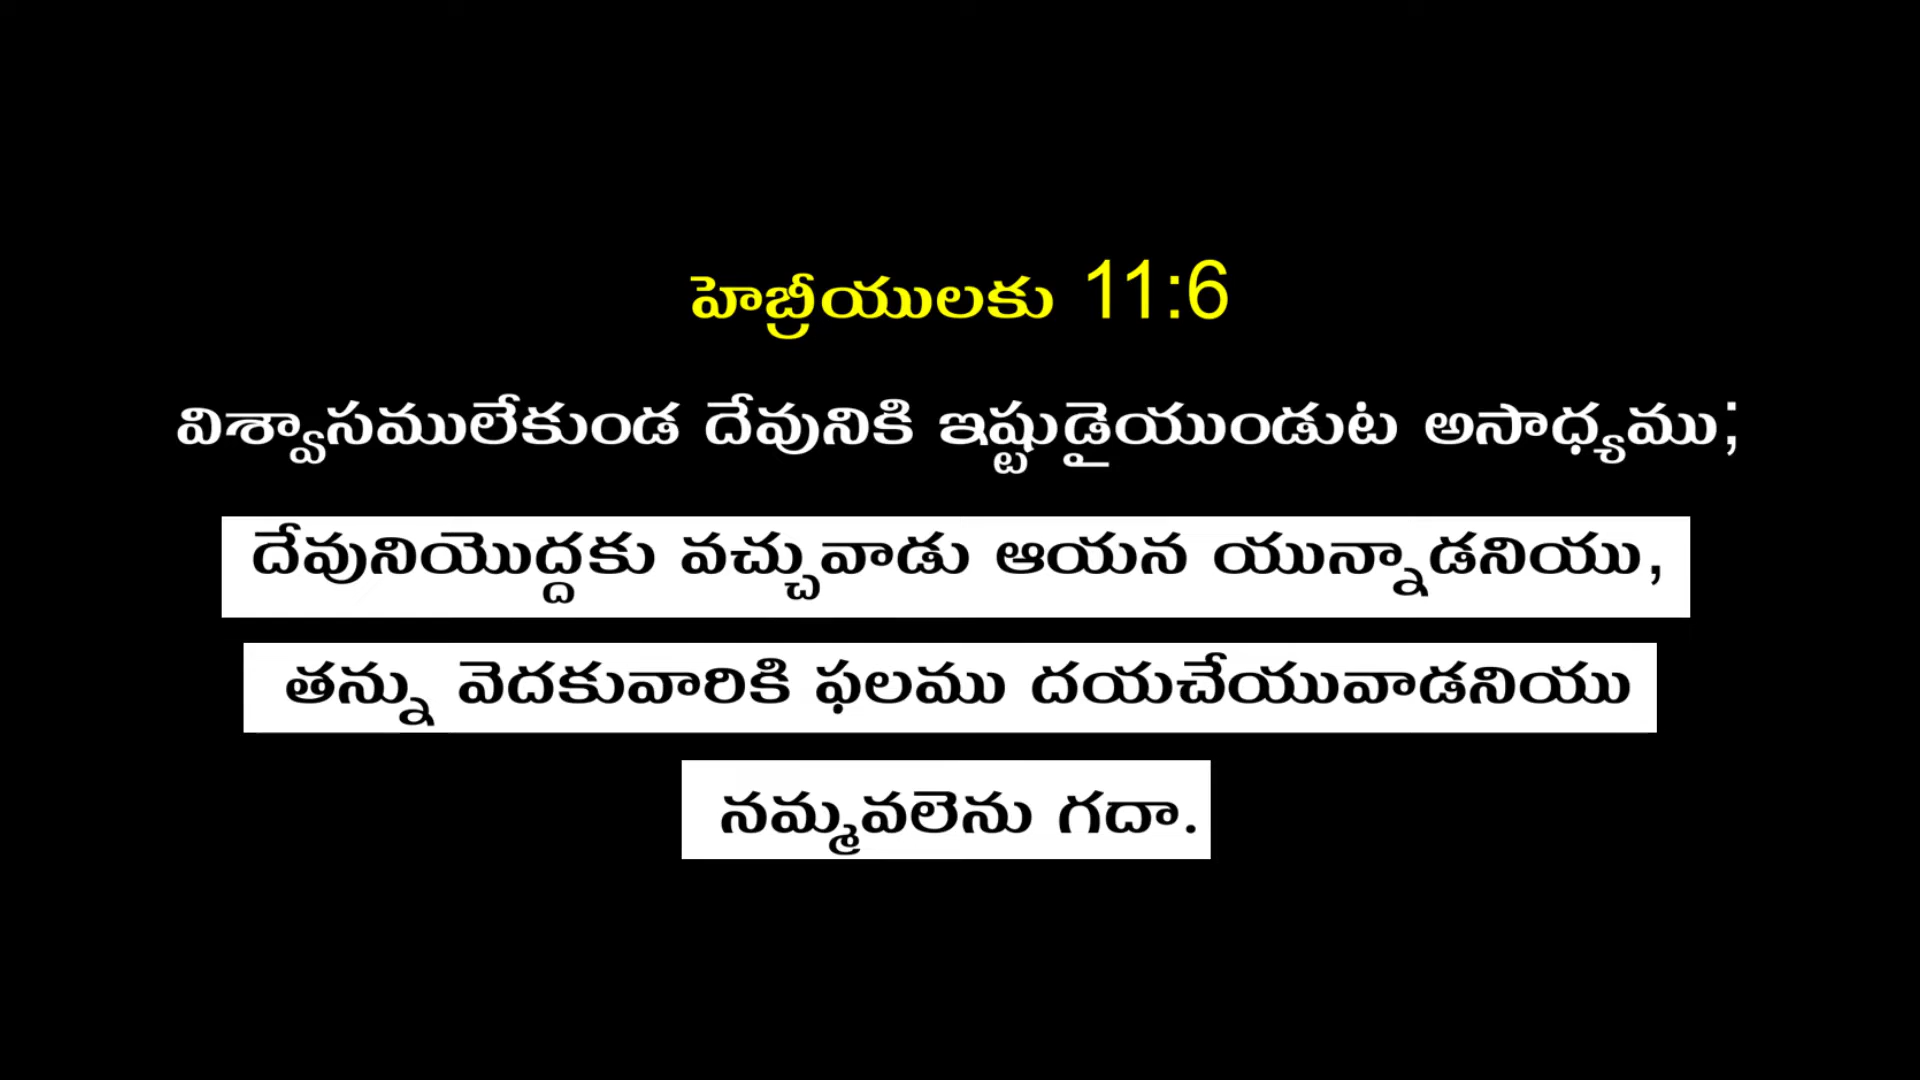 హెబ్రీయులకు 11:6
విశ్వాసములేకుండ దేవునికి ఇష్టుడైయుండుట అసాధ్యము;
దేవునియొద్దకు వచ్చువాడు ఆయన యున్నాడనియు,
తన్ను వెదకువారికి ఫలము దయచేయువాడనియు
నమ్మవలెను గదా.